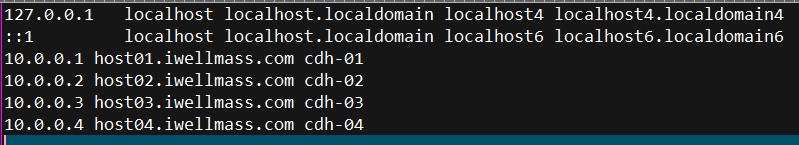 127.0.0.1   localhost localhost.localdomain localhost4 localhost4.localdomain4
::1         localhost localhost.localdomain localhost6 localhost6.localdomain6
10.0.0.1 host01.iwellmass.com cdh-01
10.0.0.2 host02.iwellmass.com cdh-02
10.0.0.3 host03.iwellmass.com cdh-03
10.0.0.4 host04.iwellmass.com cdh-04